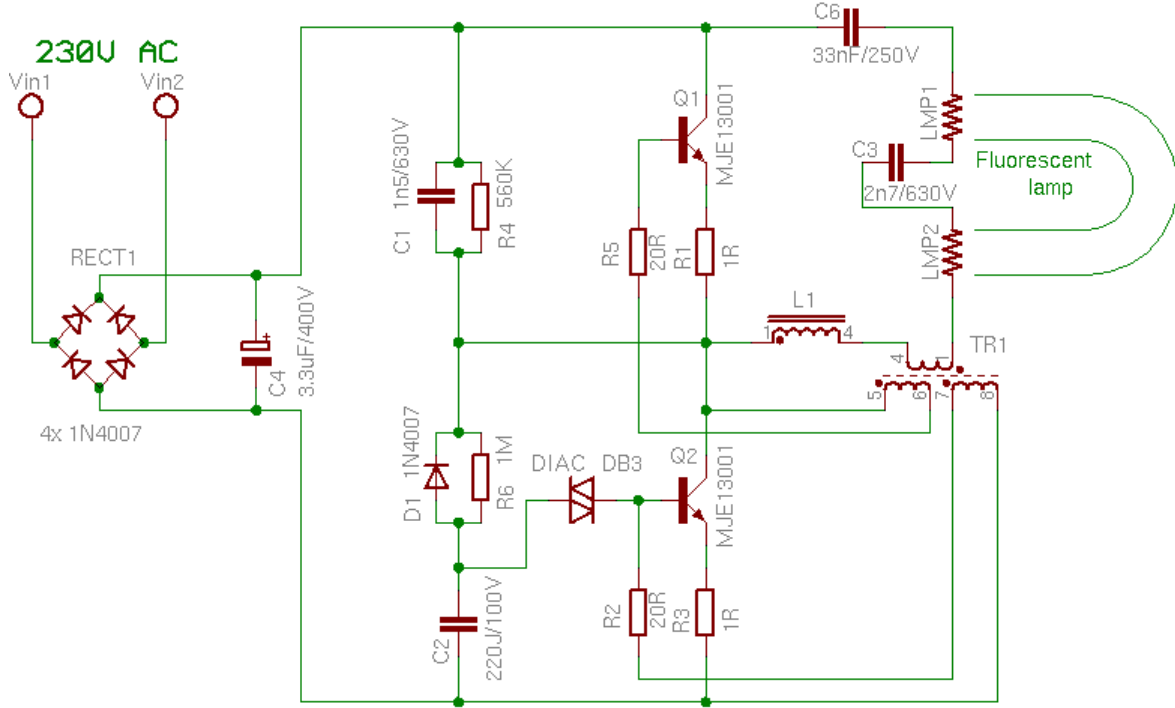 230V AC
Vin1
Vin2
RECT1
4x 1N4007
C4
3.3uF/400V
C1
1n5/630V
R4
560K
D1
1N4007
R6
1M
C2
220J/100V
DIAC
DB3
Q1
MJE13001
R5
20R
R1
1R
Q2
MJE13001
R2
20R
R3
1R
C6
33nF/250V
LMP1
C3
2n7/630V
LMP2
Fluorescent
lamp
L1
1
4
TR1
4
1
5
6
7
8